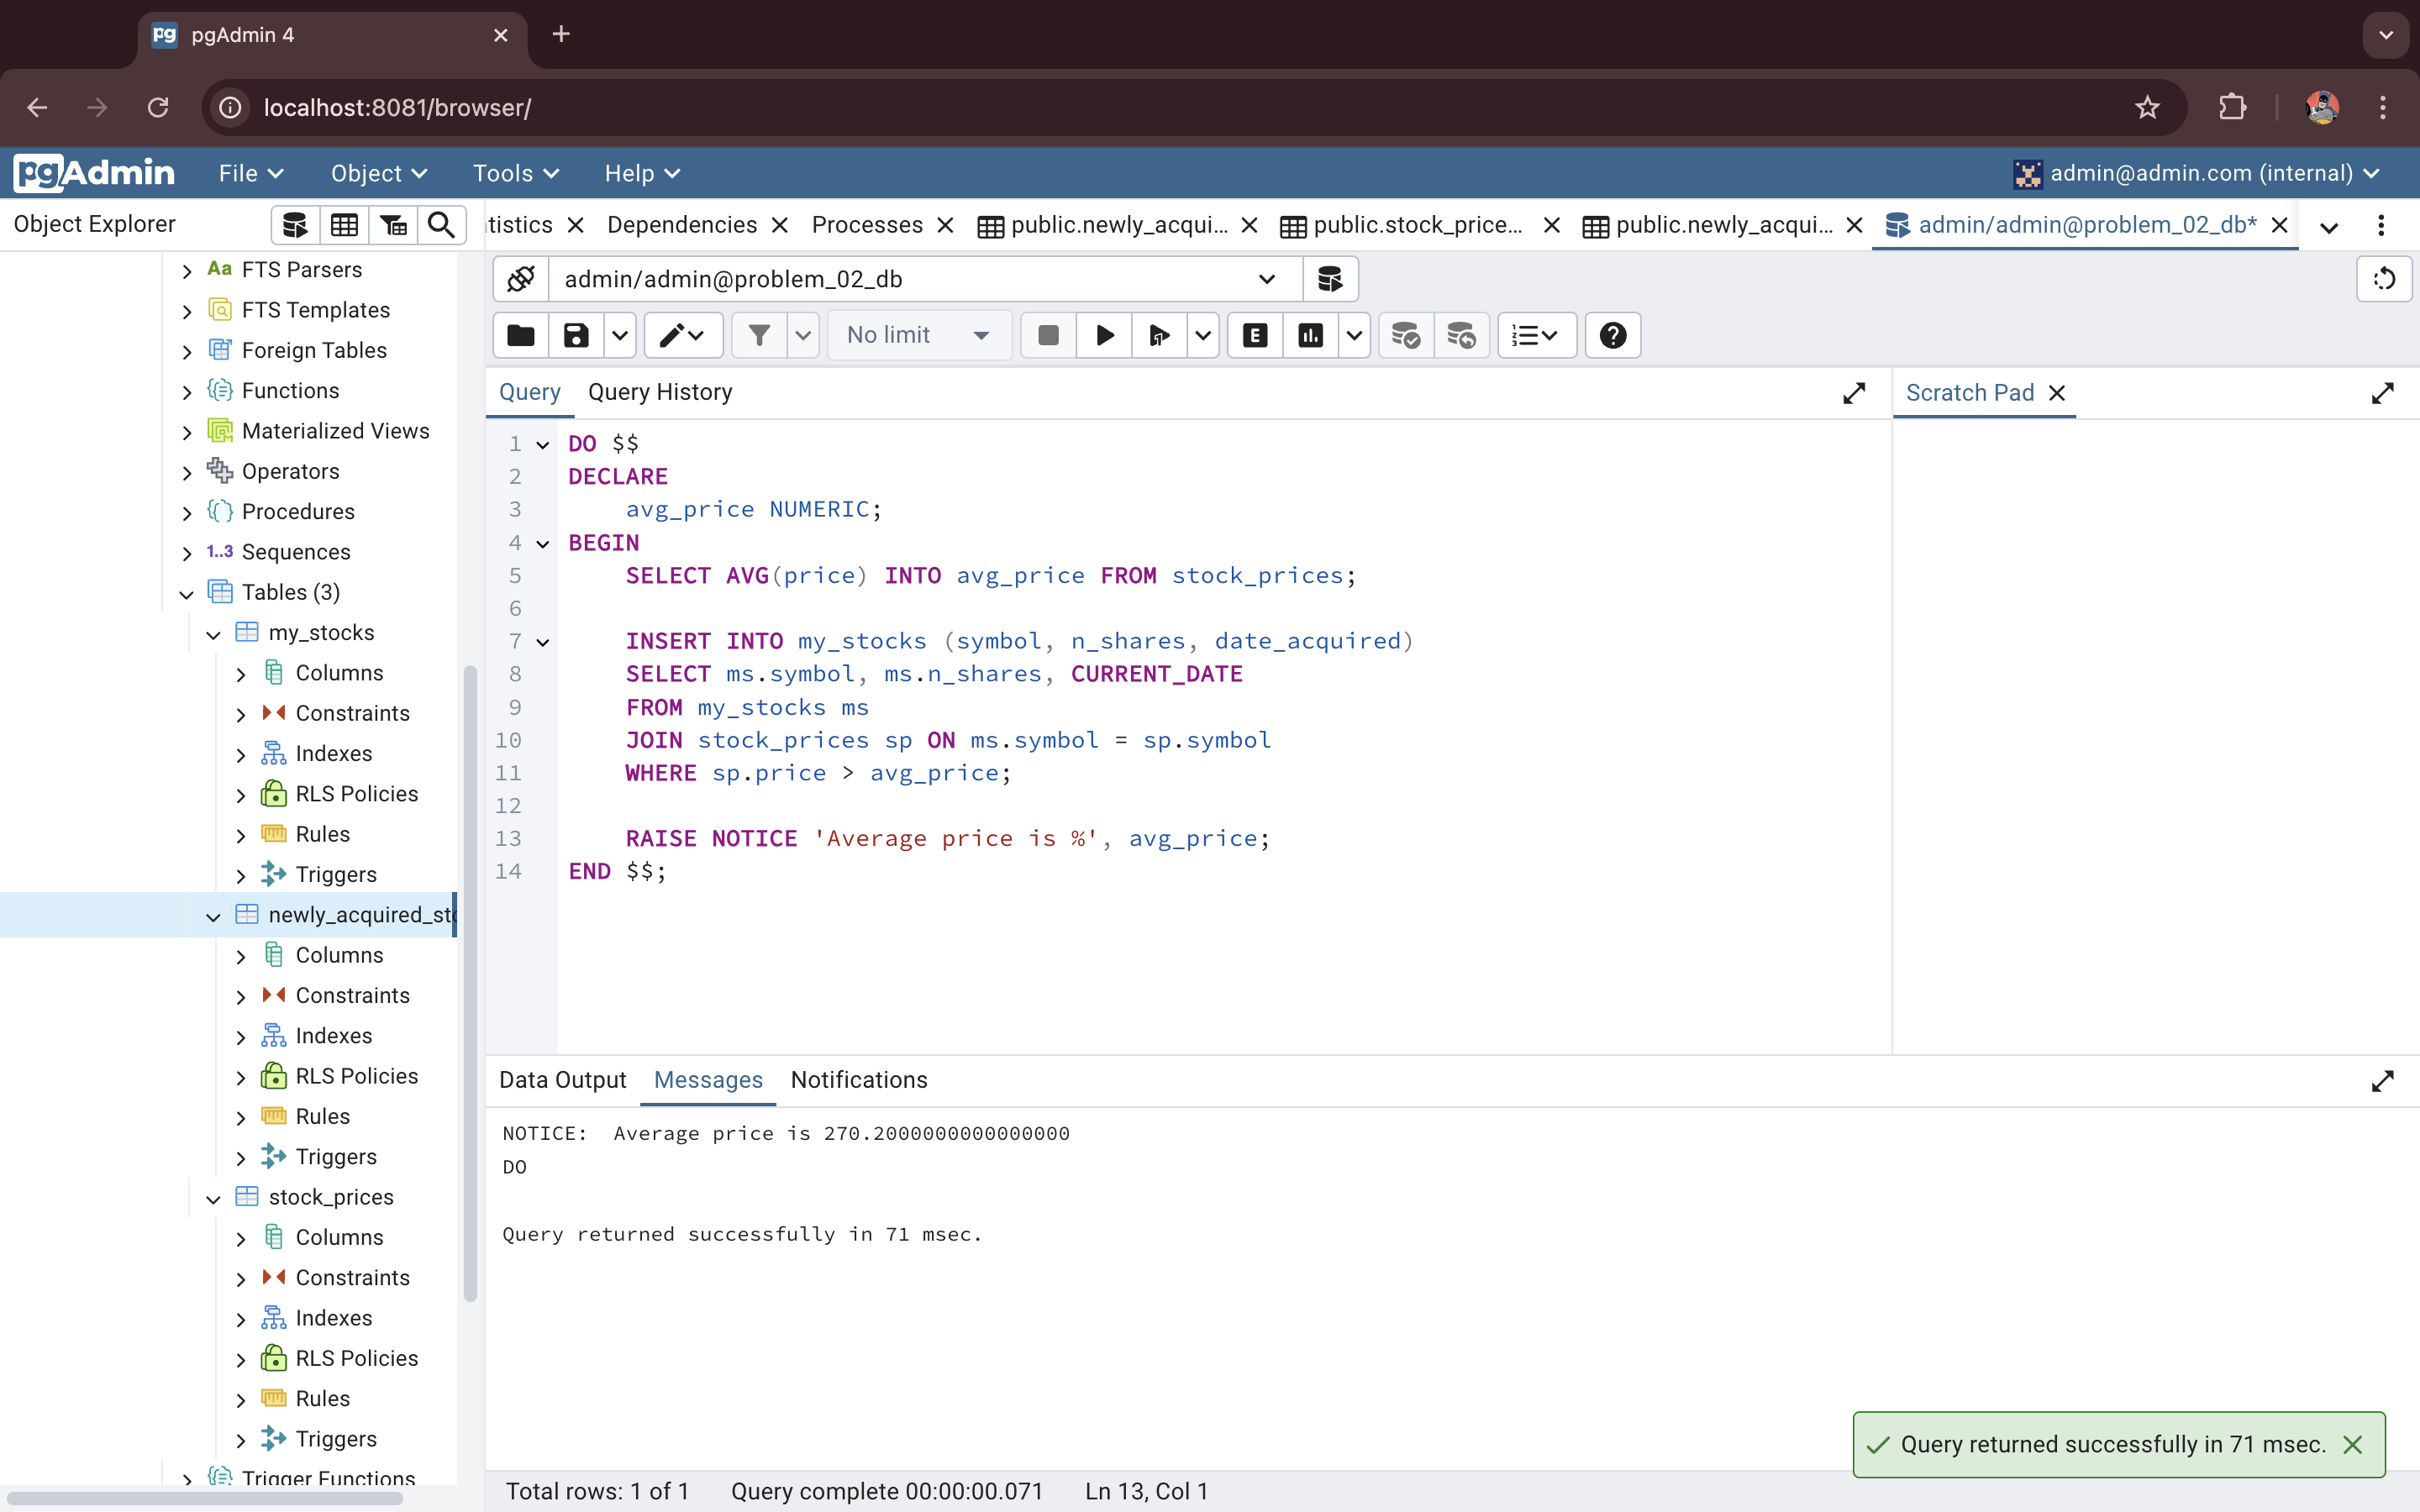 pgAdmin 4
localhost:8081/browser/
pgAdmin File Object Tools Help admin@admin.com (internal)
Object Explorer
tistics Dependencies Processes public.newly_acqui... public.stock_price... public.newly_acqui... admin/admin@problem_02_db*
admin/admin@problem_02_db
No limit E
Query Query History Scratch Pad
FTS Parsers
FTS Templates
Foreign Tables
Functions
Materialized Views
Operators
Procedures
1..3 Sequences
Tables (3)
my_stocks
Columns
Constraints
Indexes
RLS Policies
Rules
Triggers
newly_acquired_sto
Columns
Constraints
Indexes
RLS Policies
Rules
Triggers
stock_prices
Columns
Constraints
Indexes
RLS Policies
Rules
Triggers
Trigger Functions
1 DO $$
2 DECLARE
3 avg_price NUMERIC;
4 BEGIN
5 SELECT AVG(price) INTO avg_price FROM stock_prices;
6
7 INSERT INTO my_stocks (symbol, n_shares, date_acquired)
8 SELECT ms.symbol, ms.n_shares, CURRENT_DATE
9 FROM my_stocks ms
10 JOIN stock_prices sp ON ms.symbol = sp.symbol
11 WHERE sp.price > avg_price;
12
13 RAISE NOTICE 'Average price is %', avg_price;
14 END $$;
Data Output Messages Notifications
NOTICE:  Average price is 270.2000000000000000
DO
Query returned successfully in 71 msec.
Query returned successfully in 71 msec.
Total rows: 1 of 1 Query complete 00:00:00.071 Ln 13, Col 1